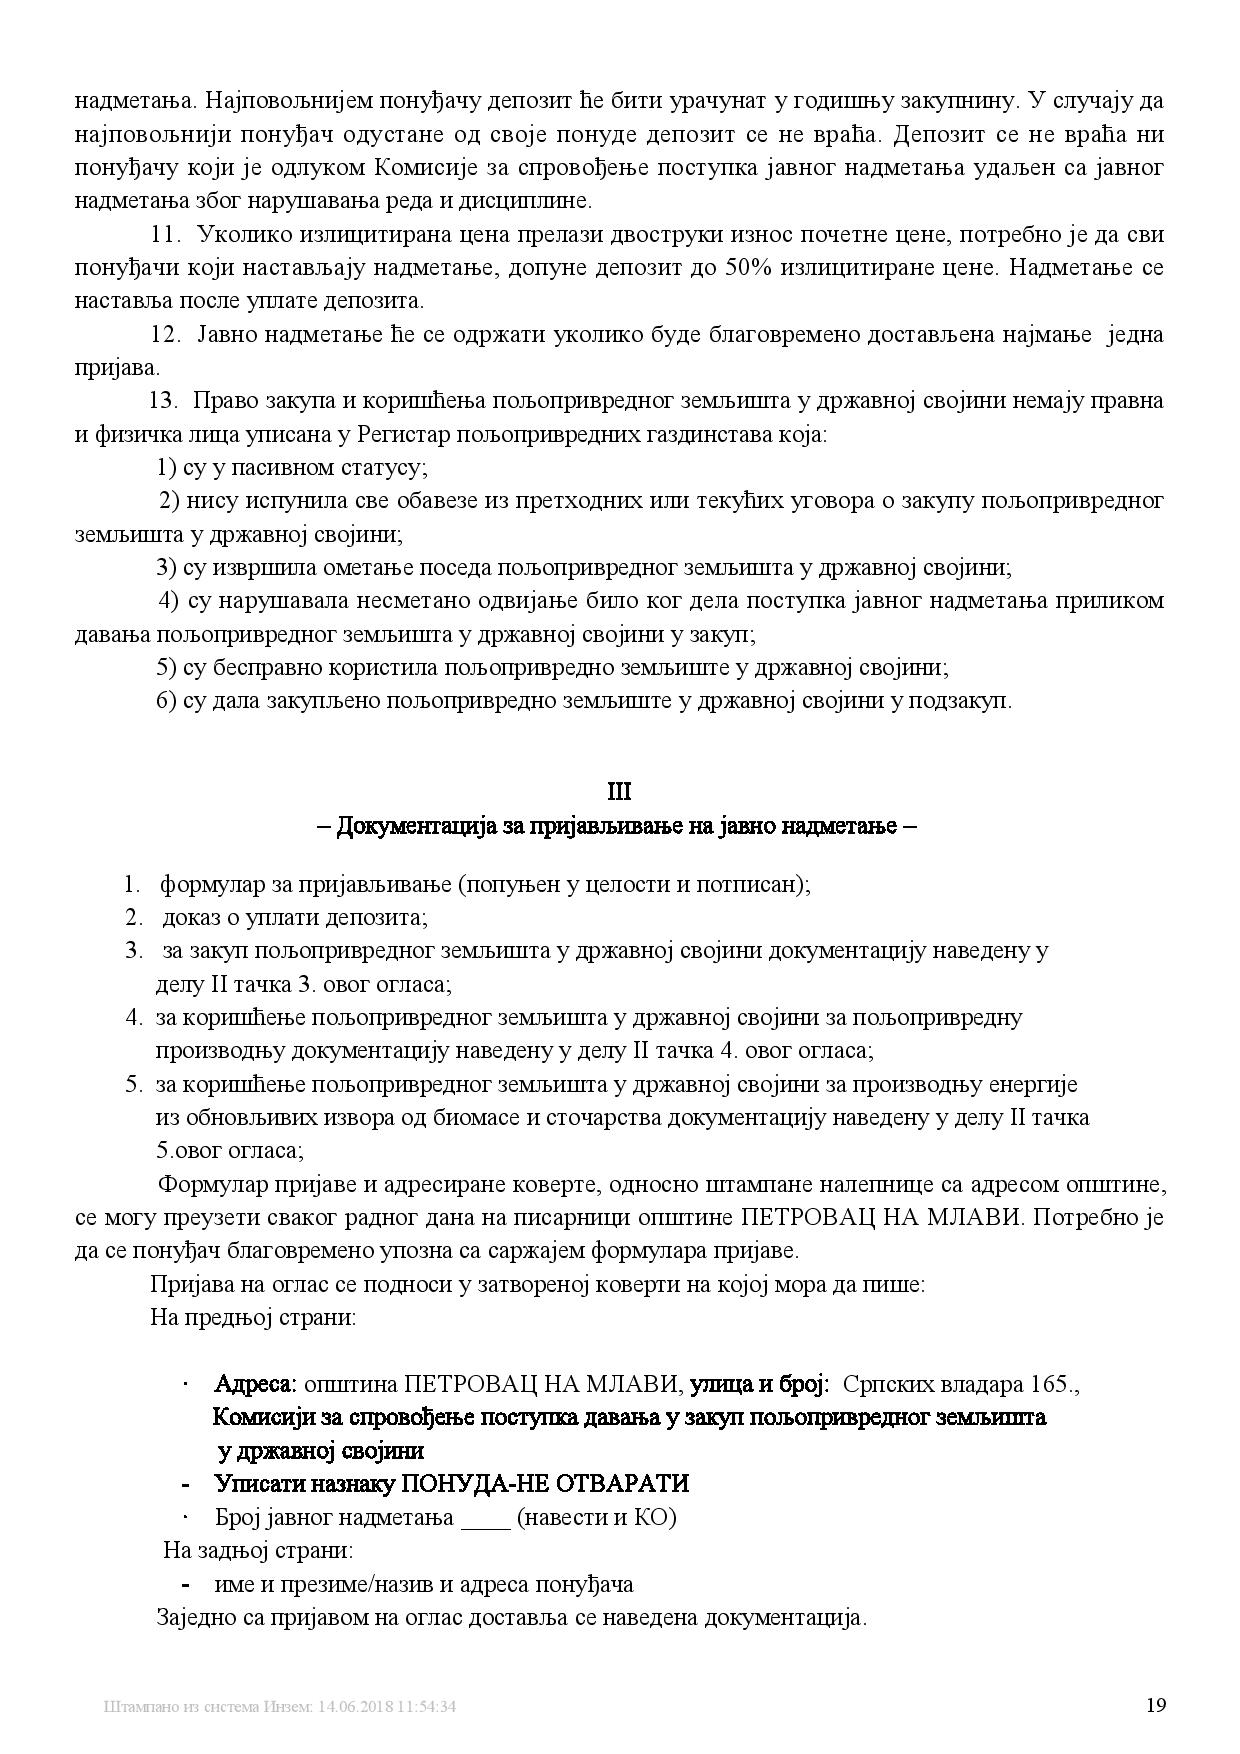 надметања. Најповољнијем понуђачу депозит ће бити урачунат у годишњу закупнину. У случају да
најповољнији понуђач одустане од своје понуде депозит се не враћа. Депозит се не враћа ни
понуђачу који је одлуком Комисије за спровођење поступка јавног надметања удаљен са јавног
надметања због нарушавања реда и дисциплине.
11. Уколико излицитирана цена прелази двоструки износ почетне цене, потребно је да сви
понуђачи који настављају надметање, допуне депозит до 50% излицитиране цене. Надметање се
наставља после уплате депозита.
12. Јавно надметање ће се одржати уколико буде благовремено достављена најмање једна
пријава.
13. Право закупа и коришћења пољопривредног земљишта у државној својини немају правна
и физичка лица уписана у Регистар пољопривредних газдинстава која:
1) су у пасивном статусу;
2) нису испунила све обавезе из претходних или текућих уговора о закупу пољопривредног
земљишта у државној својини;
3) су извршила ометање поседа пољопривредног земљишта у државној својини;
4) су нарушавала несметано одвијање било ког дела поступка јавног надметања приликом
давања пољопривредног земљишта у државној својини у закуп;
5) су бесправно користила пољопривредно земљиште у државној својини;
6) су дала закупљено пољопривредно земљиште у државној својини у подзакуп.
III
– Документација за пријављивање на јавно надметање –
1. формулар за пријављивање (попуњен у целости и потписан);
2. доказ о уплати депозита;
3. за закуп пољопривредног земљишта у државној својини документацију наведену у
делу II тачка 3. овог огласа;
4. за коришћење пољопривредног земљишта у државној својини за пољопривредну
производњу документацију наведену у делу II тачка 4. овог огласа;
5. за коришћење пољопривредног земљишта у државној својини за производњу енергије
из обновљивих извора од биомасе и сточарства документацију наведену у делу II тачка
5.овог огласа;
Формулар пријаве и адресиране коверте, односно штампане налепнице са адресом општине,
се могу преузети сваког радног дана на писарници општине ПЕТРОВАЦ НА МЛАВИ. Потребно је
да се понуђач благовремено упозна са саржајем формулара пријаве.
Пријава на оглас се подноси у затвореној коверти на којој мора да пише:
На предњој страни:
· Адреса: општина ПЕТРОВАЦ НА МЛАВИ, улица и број: Српских владара 165.,
Комисији за спровођење поступка давања у закуп пољопривредног земљишта
у државној својини
- Уписати назнаку ПОНУДА-НЕ ОТВАРАТИ
· Број јавног надметања ____ (навести и КО)
На задњој страни:
- име и презиме/назив и адреса понуђача
Заједно са пријавом на оглас доставља се наведена документација.
Штампано из система Инзем: 14.06.2018 11:54:34
19